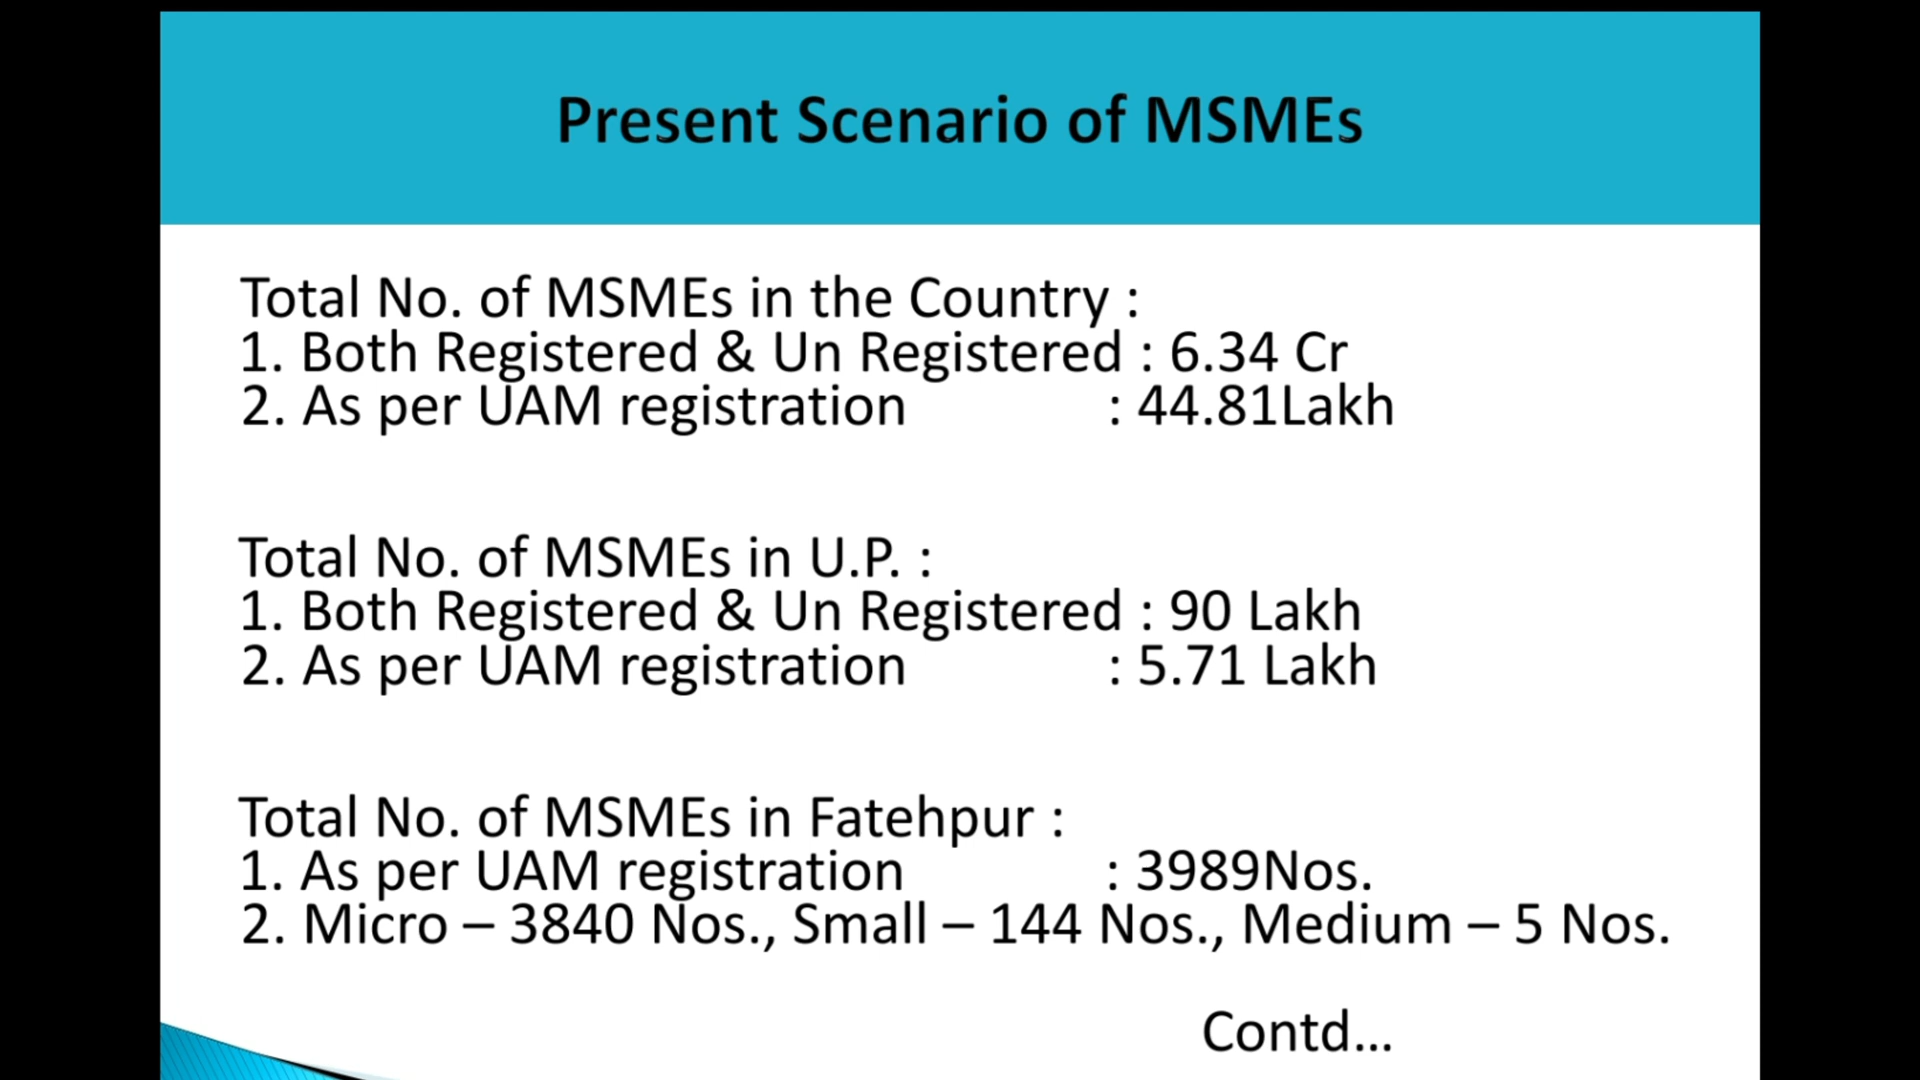 Present Scenario of MSMEs
Total No. of MSMEs in the Country :
1. Both Registered & Un Registered : 6.34 Cr
2. As per UAM registration : 44.81Lakh
Total No. of MSMEs in U.P. :
1. Both Registered & Un Registered : 90 Lakh
2. As per UAM registration : 5.71 Lakh
Total No. of MSMEs in Fatehpur :
1. As per UAM registration : 3989Nos.
2. Micro – 3840 Nos., Small – 144 Nos., Medium – 5 Nos.
Contd...